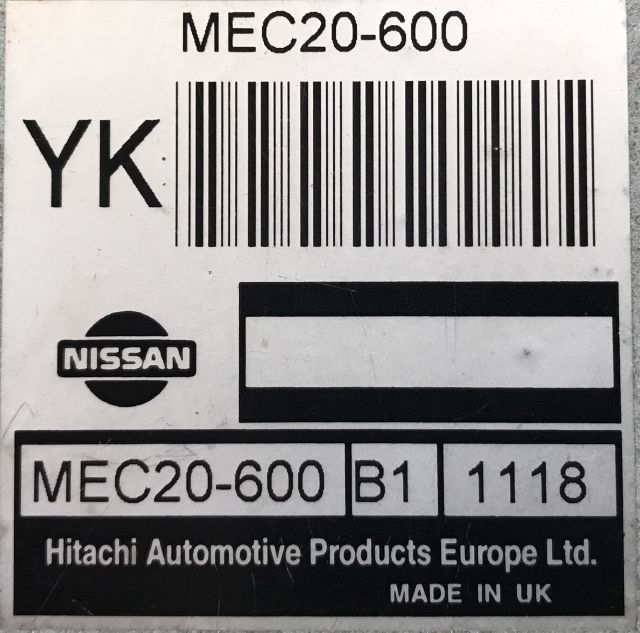 MEC20-600
YK
NISSAN
MEC20-600 B1 1118
Hitachi Automotive Products Europe Ltd.
MADE IN UK